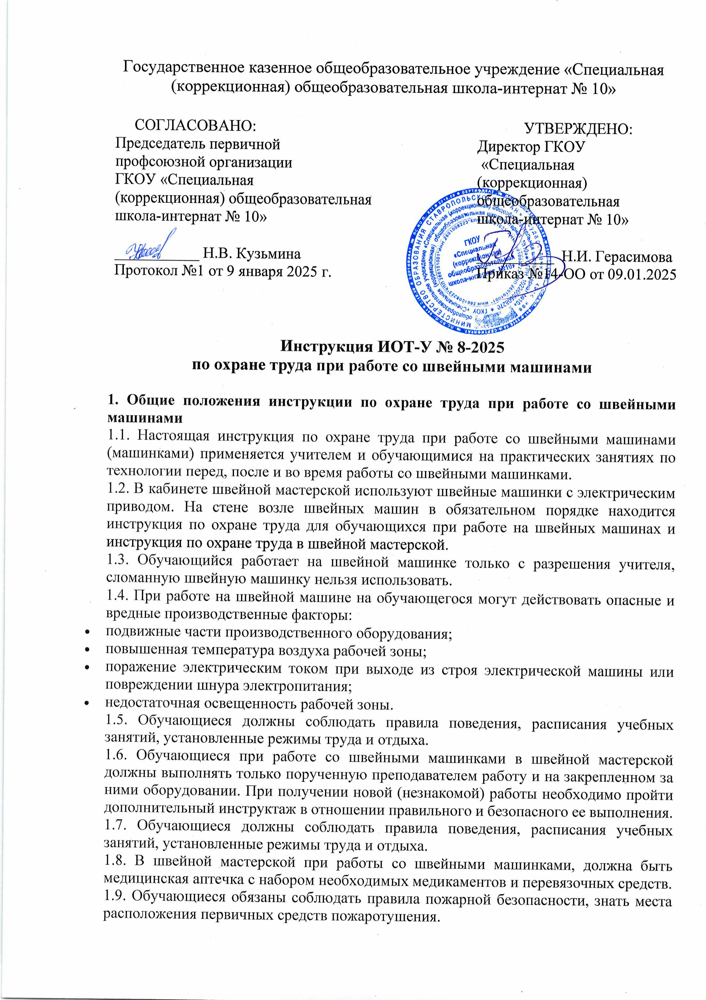 Государственное казенное общеобразовательное учреждение «Специальная
(коррекционная) общеобразовательная школа-интернат № 10»
СОГЛАСОВАНО:
Председатель первичной
профсоюзной организации
ГКОУ «Специальная
(коррекционная) общеобразовательная
школа-интернат № 10»
Н.В. Кузьмина
Протокол №1 от 9 января 2025 г.
УТВЕРЖДЕНО:
Директор ГКОУ
«Специальная
(коррекционная)
общеобразовательная
школа-интернат № 10»
Н.И. Герасимова
Приказ №14-ОО от 09.01.2025
ГКОУ
«Специальная
(коррекционная)
общеобразовательная
школа-интернат №10»
Инструкция ИОТ-У № 8-2025
по охране труда при работе со швейными машинами
1. Общие положения инструкции по охране труда при работе со швейными
машинами
1.1. Настоящая инструкция по охране труда при работе со швейными машинами
(машинками) применяется учителем и обучающимися на практических занятиях по
технологии перед, после и во время работы со швейными машинками.
1.2. В кабинете швейной мастерской используют швейные машинки с электрическим
приводом. На стене возле швейных машин в обязательном порядке находится
инструкция по охране труда для обучающихся при работе на швейных машинах и
инструкция по охране труда в швейной мастерской.
1.3. Обучающийся работает на швейной машинке только с разрешения учителя,
сломанную швейную машинку нельзя использовать.
1.4. При работе на швейной машине на обучающегося могут действовать опасные и
вредные производственные факторы:
• подвижные части производственного оборудования;
• повышенная температура воздуха рабочей зоны;
• поражение электрическим током при выходе из строя электрической машины или
повреждении шнура электропитания;
• недостаточная освещенность рабочей зоны.
1.5. Обучающиеся должны соблюдать правила поведения, расписания учебных
занятий, установленные режимы труда и отдыха.
1.6. Обучающиеся при работе со швейными машинками в швейной мастерской
должны выполнять только порученную преподавателем работу и на закрепленном за
ними оборудовании. При получении новой (незнакомой) работы необходимо пройти
дополнительный инструктаж в отношении правильного и безопасного ее выполнения.
1.7. Обучающиеся должны соблюдать правила поведения, расписания учебных
занятий, установленные режимы труда и отдыха.
1.8. В швейной мастерской при работы со швейными машинками, должна быть
медицинская аптечка с набором необходимых медикаментов и перевязочных средств.
1.9. Обучающиеся обязаны соблюдать правила пожарной безопасности, знать места
расположения первичных средств пожаротушения.